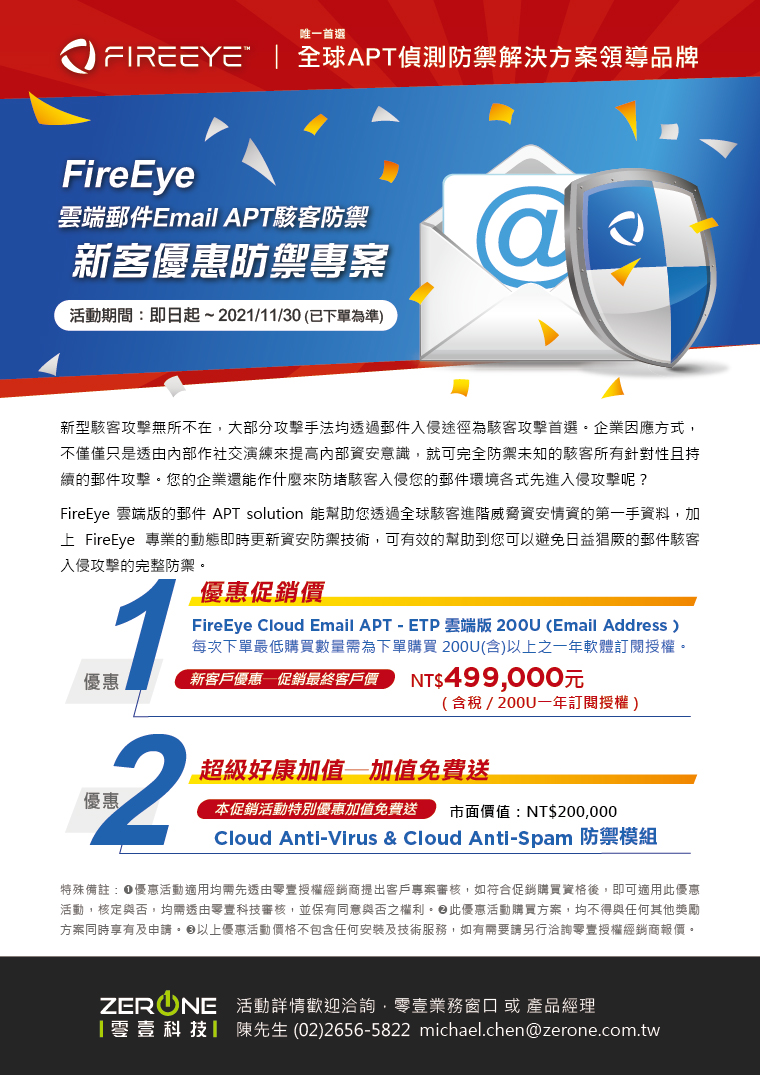 唯一首選
FIREEYE™ | 全球APT偵測防禦解決方案領導品牌
FireEye
雲端郵件Email APT駭客防禦
新客優惠防禦專案
活動期間：即日起 ~ 2021/11/30 (已下單為準)
@
新型駭客攻擊無所不在，大部分攻擊手法均透過郵件入侵途徑為駭客攻擊首選。企業因應方式，
不僅僅只是透由內部作社交演練來提高內部資安意識，就可完全防禦未知的駭客所有針對性且持
續的郵件攻擊。您的企業還能作什麼來防堵駭客入侵您的郵件環境各式先進入侵攻擊呢？
FireEye 雲端版的郵件 APT solution 能幫助您透過全球駭客進階威脅資安情資的第一手資料，加
上 FireEye 專業的動態即時更新資安防禦技術，可有效的幫助到您可以避免日益猖厥的郵件駭客
入侵攻擊的完整防禦。
優惠 1 優惠促銷價
FireEye Cloud Email APT - ETP 雲端版 200U (Email Address )
每次下單最低購買數量需為下單購買 200U(含)以上之一年軟體訂閱授權。
新客戶優惠─促銷最終客戶價 NT$499,000元
( 含稅 / 200U一年訂閱授權 )
優惠 2 超級好康加值─加值免費送
本促銷活動特別優惠加值免費送 市面價值：NT$200,000
Cloud Anti-Virus & Cloud Anti-Spam 防禦模組
特殊備註：❶優惠活動適用均需先透由零壹授權經銷商提出客戶專案審核，如符合促銷購買資格後，即可適用此優惠
活動，核定與否，均需透由零壹科技審核，並保有同意與否之權利。❷此優惠活動購買方案，均不得與任何其他獎勵
方案同時享有及申請。❸以上優惠活動價格不包含任何安裝及技術服務，如有需要請另行洽詢零壹授權經銷商報價。
ZERONE 活動詳情歡迎洽詢．零壹業務窗口 或 產品經理
零壹科技 陳先生 (02)2656-5822 michael.chen@zerone.com.tw